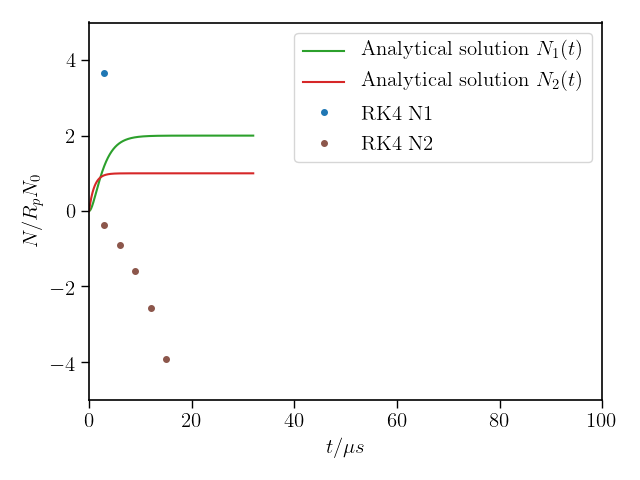 Analytical solution N₁(t)
Analytical solution N₂(t)
RK4 N1
RK4 N2
N/RₚN₀
4
2
0
−2
−4
0 20 40 60 80 100
t/μs